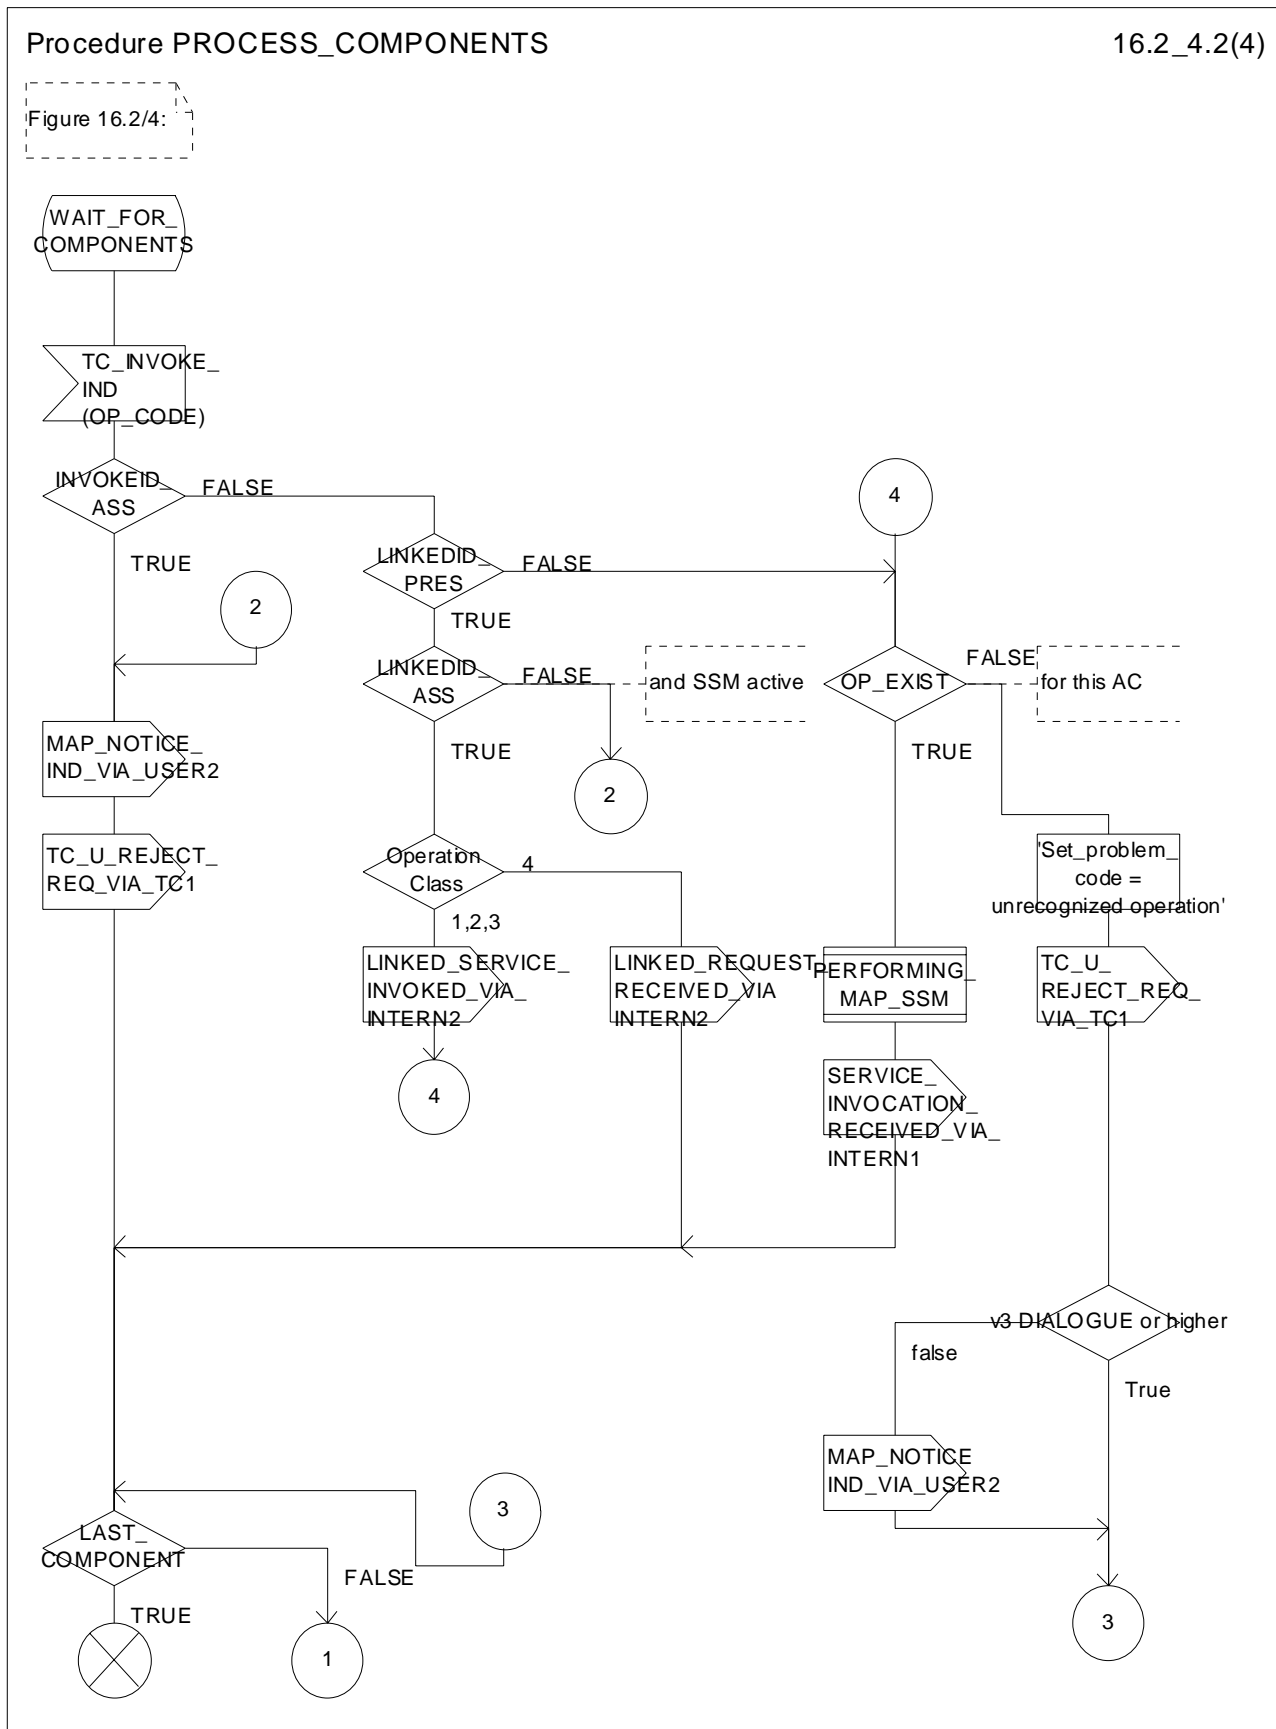 Procedure PROCESS_COMPONENTS
16.2_4.2(4)
Figure 16.2/4:
WAIT_FOR_
COMPONENTS
TC_INVOKE_
IND
(OP_CODE)
INVOKEID_
ASS
FALSE
TRUE
4
LINKEDID_
PRES
FALSE
TRUE
2
LINKEDID_
ASS
FALSE
and SSM active
TRUE
2
OP_EXIST
FALSE
for this AC
TRUE
MAP_NOTICE_
IND_VIA_USER2
TC_U_REJECT_
REQ_VIA_TC1
Operation
Class
4
1,2,3
'Set_problem_
code =
unrecognized operation'
LINKED_SERVICE_
INVOKED_VIA_
INTERN2
LINKED_REQUEST_
RECEIVED_VIA
INTERN2
PERFORMING_
MAP_SSM
TC_U_
REJECT_REQ_
VIA_TC1
4
SERVICE_
INVOCATION_
RECEIVED_VIA_
INTERN1
v3 DIALOGUE or higher
false
True
MAP_NOTICE
IND_VIA_USER2
3
LAST_
COMPONENT
FALSE
TRUE
1
3